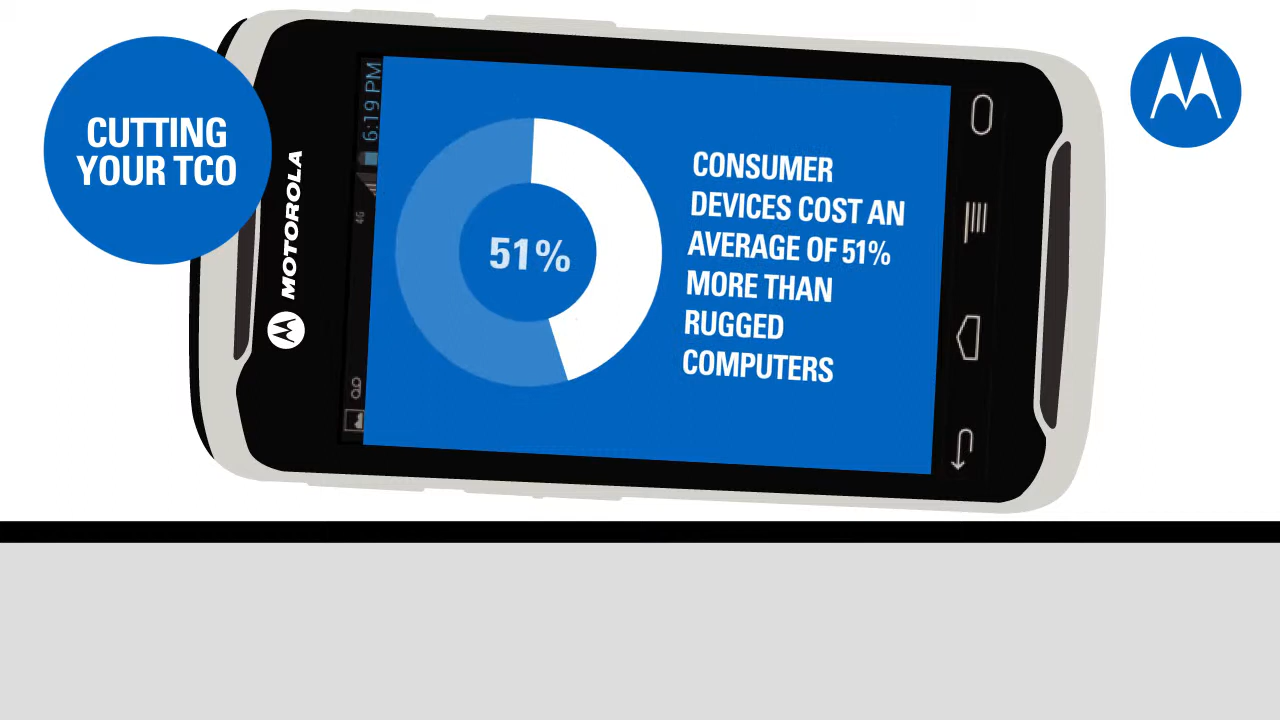 CUTTING
YOUR TCO
MOTOROLA
6:19 PM
4G
51%
CONSUMER
DEVICES COST AN
AVERAGE OF 51%
MORE THAN
RUGGED
COMPUTERS